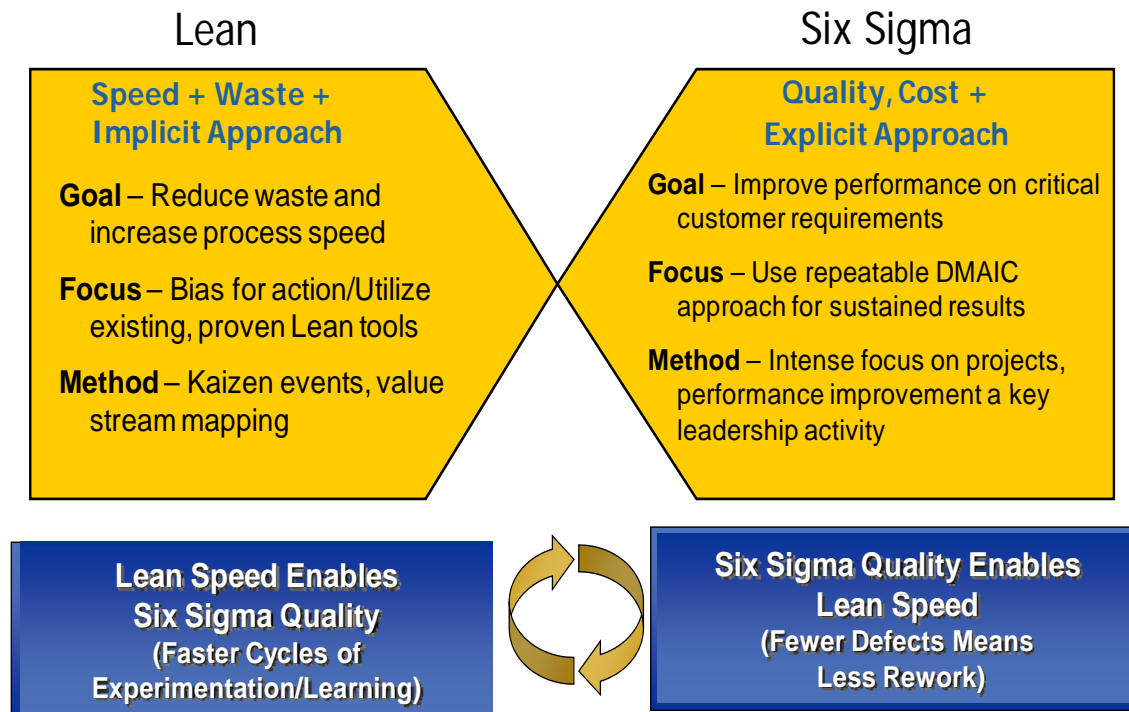 Lean
Speed + Waste +
Implicit Approach
Goal – Reduce waste and
increase process speed
Focus – Bias for action/Utilize
existing, proven Lean tools
Method – Kaizen events, value
stream mapping
Six Sigma
Quality, Cost +
Explicit Approach
Goal – Improve performance on critical
customer requirements
Focus – Use repeatable DMAIC
approach for sustained results
Method – Intense focus on projects,
performance improvement a key
leadership activity
Lean Speed Enables
Six Sigma Quality
(Faster Cycles of
Experimentation/Learning)
Six Sigma Quality Enables
Lean Speed
(Fewer Defects Means
Less Rework)